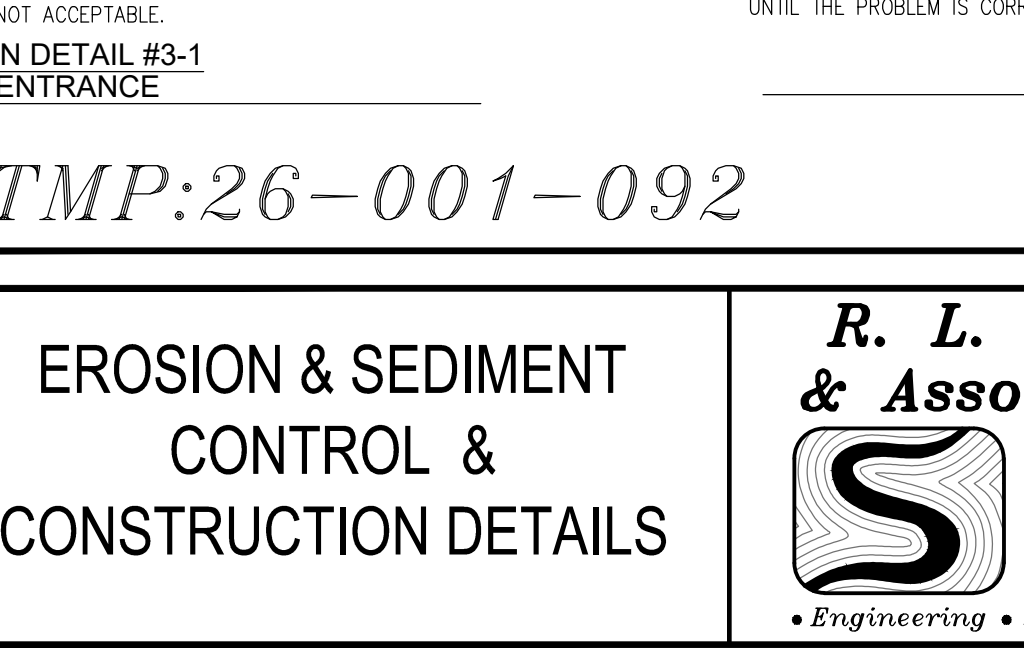 NOT ACCEPTABLE.
UNTIL THE PROBLEM IS
N DETAIL #3-1
ENTRANCE
TMP:26-001-092
EROSION & SEDIMENT
CONTROL &
CONSTRUCTION DETAILS
R. L.
& Asso
• Engineering •